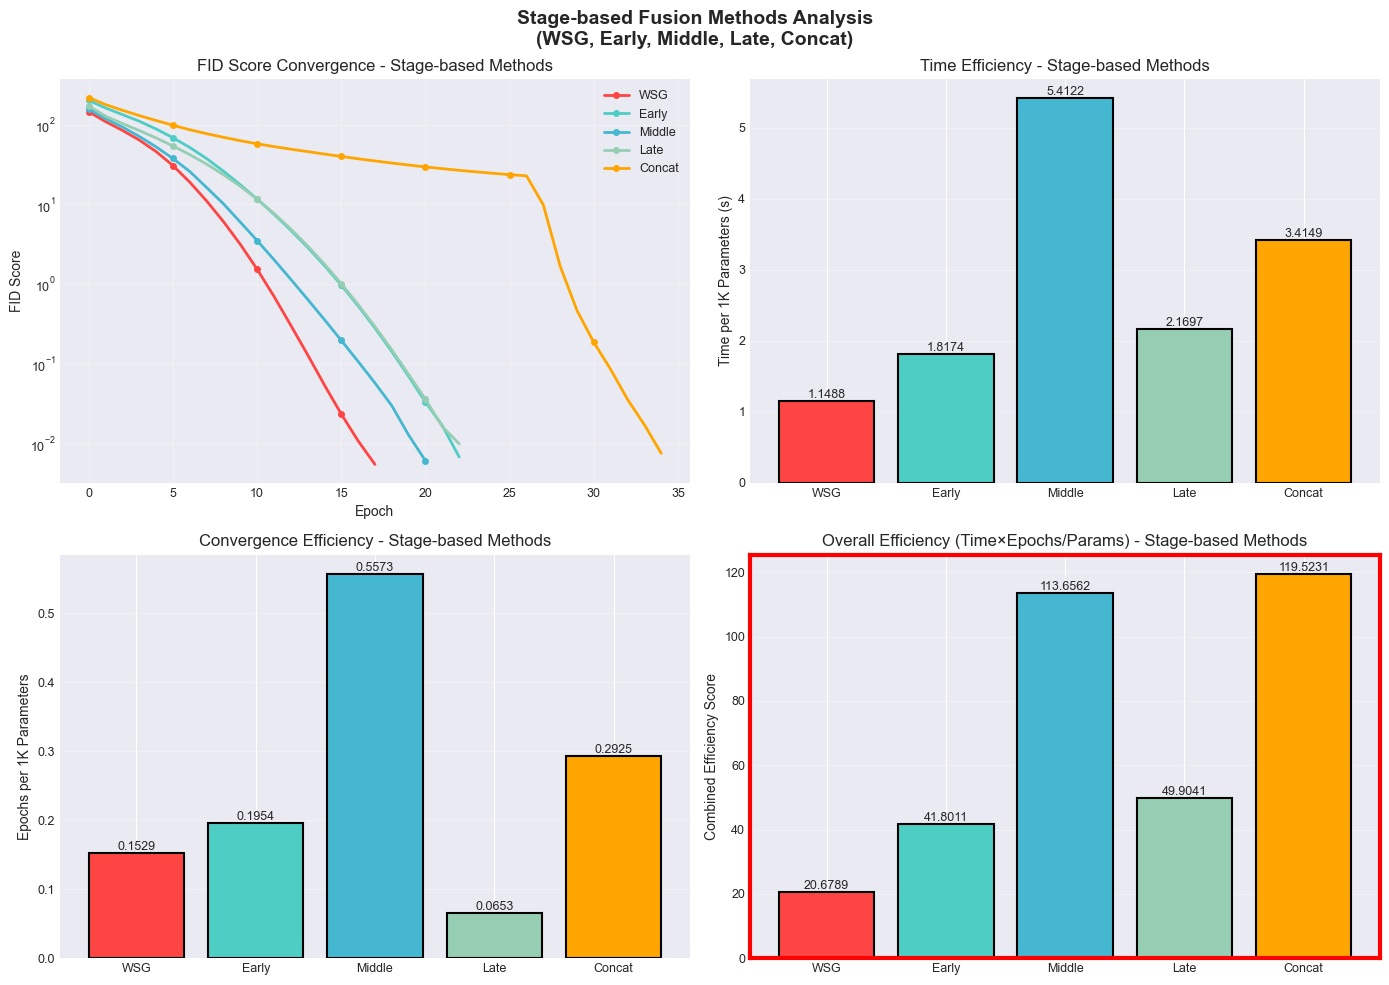 Stage-based Fusion Methods Analysis
(WSG, Early, Middle, Late, Concat)
FID Score Convergence - Stage-based Methods
FID Score
10²
10¹
10⁰
10⁻¹
10⁻²
0 5 10 15 20 25 30 35
Epoch
WSG
Early
Middle
Late
Concat
Time Efficiency - Stage-based Methods
Time per 1K Parameters (s)
5
4
3
2
1
0
1.1488
1.8174
5.4122
2.1697
3.4149
WSG Early Middle Late Concat
Convergence Efficiency - Stage-based Methods
Epochs per 1K Parameters
0.5
0.4
0.3
0.2
0.1
0.0
0.1529
0.1954
0.5573
0.0653
0.2925
WSG Early Middle Late Concat
Overall Efficiency (Time×Epochs/Params) - Stage-based Methods
Combined Efficiency Score
120
100
80
60
40
20
0
20.6789
41.8011
113.6562
49.9041
119.5231
WSG Early Middle Late Concat